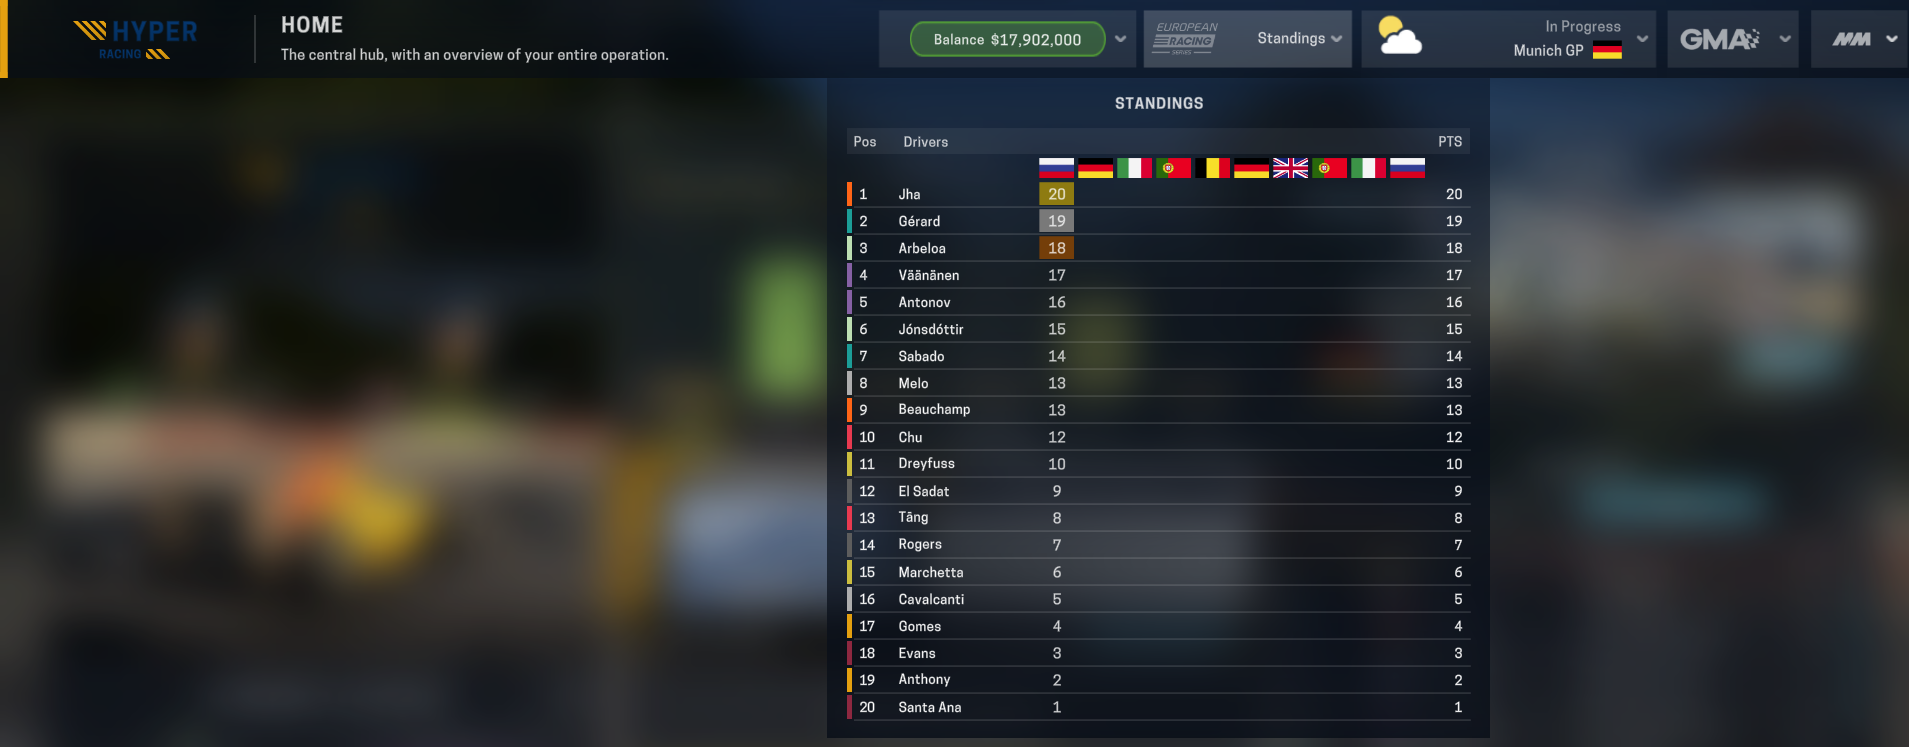 HYPER
RACING
HOME
The central hub, with an overview of your entire operation.
Balance $17,902,000
EUROPEAN
RACING
SERIES
Standings
In Progress
Munich GP
GMA
MM
STANDINGS
Pos Drivers PTS
1 Jha 20 20
2 Gérard 19 19
3 Arbeloa 18 18
4 Väänänen 17 17
5 Antonov 16 16
6 Jónsdóttir 15 15
7 Sabado 14 14
8 Melo 13 13
9 Beauchamp 13 13
10 Chu 12 12
11 Dreyfuss 10 10
12 El Sadat 9 9
13 Tāng 8 8
14 Rogers 7 7
15 Marchetta 6 6
16 Cavalcanti 5 5
17 Gomes 4 4
18 Evans 3 3
19 Anthony 2 2
20 Santa Ana 1 1